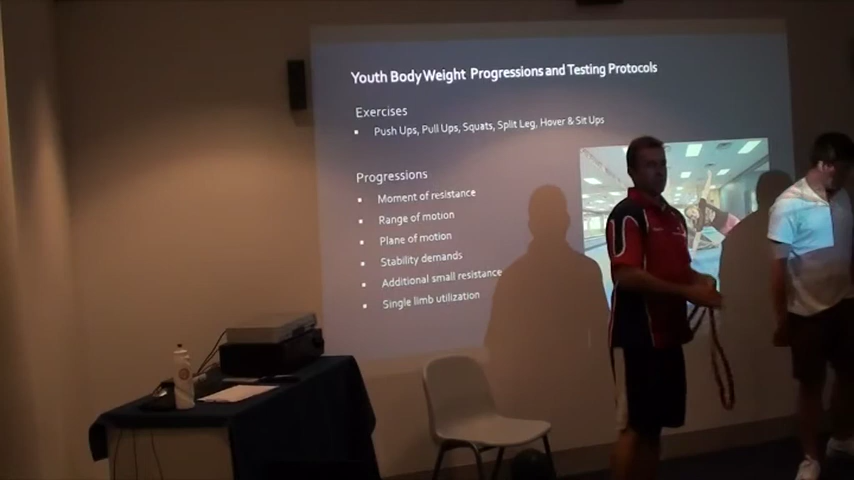 Youth Body Weight Progressions and Testing Protocols
Exercises
Push Ups, Pull Ups, Squats, Split Leg, Hover & Sit Ups
Progressions
Moment of resistance
Range of motion
Plane of motion
Stability demands
Additional small resistance
Single limb utilization